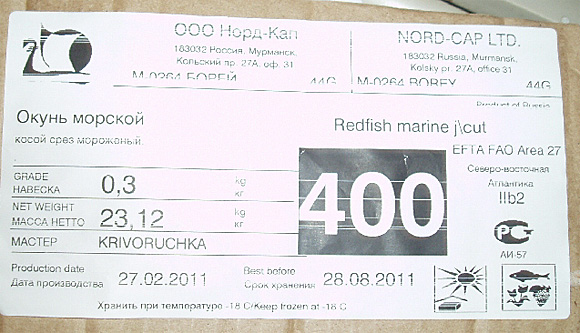 ООО Норд-Кап
183032 Россия, Мурманск,
Кольский пр. 27А, оф. 31
М-0264 БОРЕЙ 44G
NORD-CAP LTD.
183032 Russia, Murmansk,
Kolsky pr. 27A, office 31
M-0264 BOREY 44G
Product of Russia
Окунь морской
косой срез мороженый.
Redfish marine j\cut
EFTA FAO Area 27
Северо-восточная
Атлантика
IIb2
GRADE
НАВЕСКА 0,3 kg
кг
NET WEIGHT
МАССА НЕТТО 23,12 kg
кг
МАСТЕР KRIVORUCHKA
400
РС
АИ-57
Production date
Дата производства 27.02.2011
Best before
Срок хранения 28.08.2011
Хранить при температуре -18 С/Keep frozen at -18 C